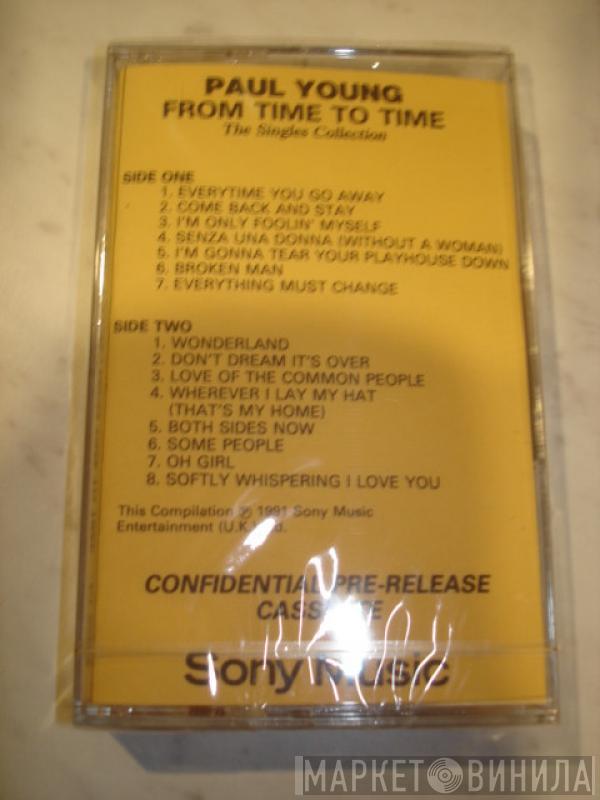 PAUL YOUNG
FROM TIME TO TIME
The Singles Collection
SIDE ONE
1. EVERYTIME YOU GO AWAY
2. COME BACK AND STAY
3. I'M ONLY FOOLIN' MYSELF
4. SENZA UNA DONNA (WITHOUT A WOMAN)
5. I'M GONNA TEAR YOUR PLAYHOUSE DOWN
6. BROKEN MAN
7. EVERYTHING MUST CHANGE
SIDE TWO
1. WONDERLAND
2. DON'T DREAM IT'S OVER
3. LOVE OF THE COMMON PEOPLE
4. WHEREVER I LAY MY HAT
(THAT'S MY HOME)
5. BOTH SIDES NOW
6. SOME PEOPLE
7. OH GIRL
8. SOFTLY WHISPERING I LOVE YOU
This Compilation ℗ 1991 Sony Music
Entertainment (U.K.)
CONFIDENTIAL PRE-RELEASE
CASSETTE
Sony Music
МАРКЕТ ВИНИЛА